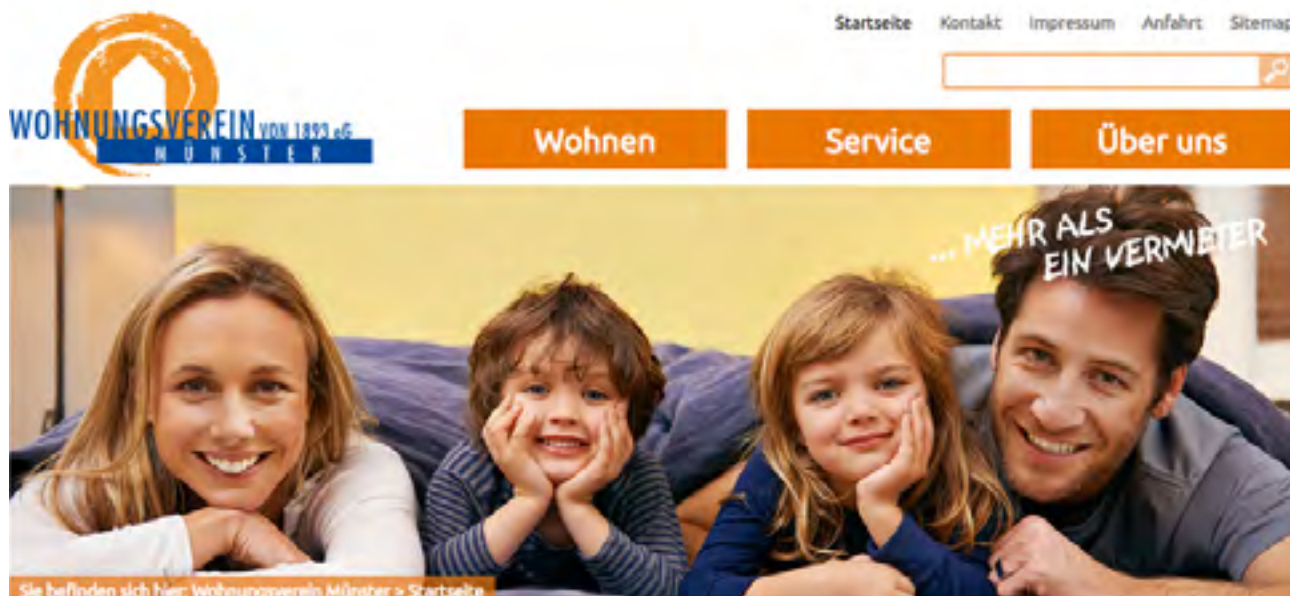 Startseite Kontakt Impressum Anfahrt Sitemap
WOHNUNGSVEREIN VON 1893 eG
MÜNSTER
Wohnen Service Über uns
... MEHR ALS
EIN VERMIETER
Sie befinden sich hier: Wohnungsverein Münster > Startseite